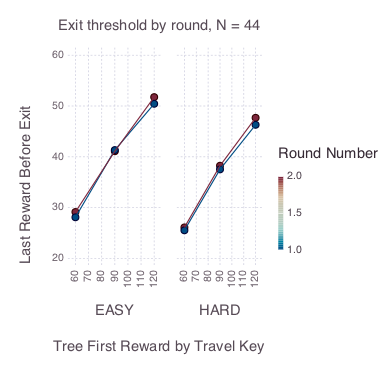 Exit threshold by round, N = 44
Last Reward Before Exit
60
50
40
30
20
60 70 80 90 100 110 120
60 70 80 90 100 110 120
EASY
HARD
Tree First Reward by Travel Key
Round Number
2.0
1.5
1.0